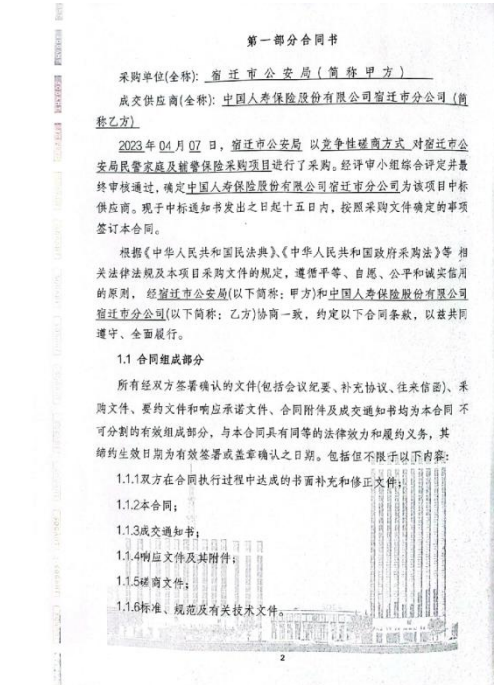 第一部分合同书
采购单位(全称): 宿迁市公安局(简称甲方)
成交供应商(全称): 中国人寿保险股份有限公司宿迁市分公司(简
称乙方)
2023年04月07日，宿迁市公安局 以竞争性磋商方式 对宿迁市公
安局民警家庭及辅警保险采购项目进行了采购。经评审小组综合评定并最
终审核通过，确定中国人寿保险股份有限公司宿迁市分公司为该项目中标
供应商。现于中标通知书发出之日起十五日内，按照采购文件确定的事项
签订本合同。
根据《中华人民共和国民法典》、《中华人民共和国政府采购法》等 相
关法律法规及本项目采购文件的规定，遵循平等、自愿、公平和诚实信用
的原则， 经宿迁市公安局(以下简称: 甲方)和中国人寿保险股份有限公司
宿迁市分公司(以下简称: 乙方)协商一致，约定以下合同条款，以兹共同
遵守、全面履行。
1.1 合同组成部分
所有经双方签署确认的文件(包括会议纪要、补充协议、往来信函)、采
购文件、要约文件和响应承诺文件、合同附件及成交通知书均为本合同 不
可分割的有效组成部分，与本合同具有同等的法律效力和履约义务，其
缔约生效日期为有效签署或盖章确认之日期。包括但不限于以下内容:
1.1.1双方在合同执行过程中达成的书面补充和修正文件;
1.1.2本合同;
1.1.3成交通知书;
1.1.4响应文件及其附件;
1.1.5磋商文件;
1.1.6标准、规范及有关技术文件。
2